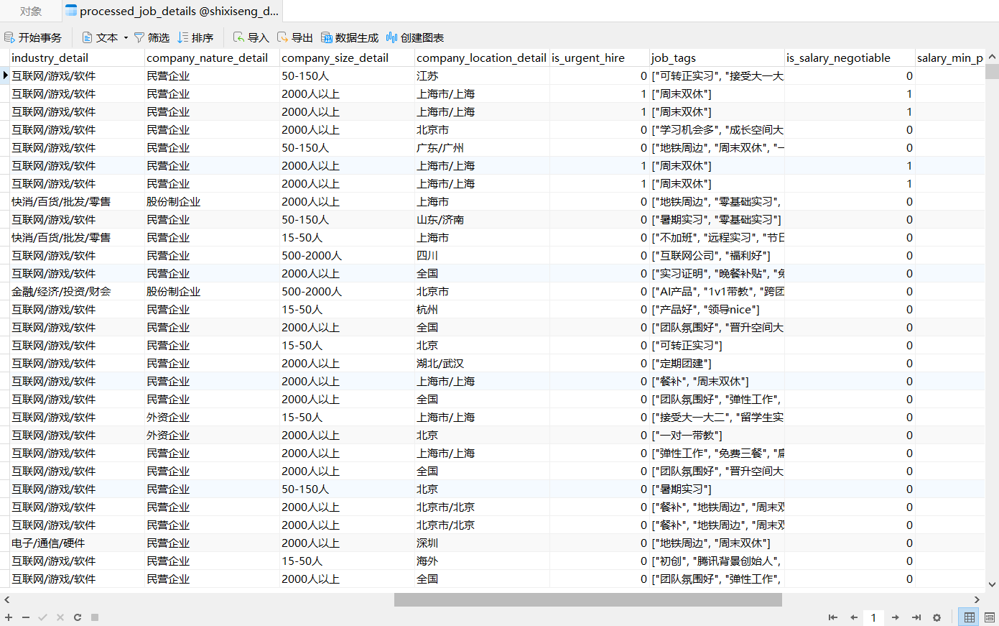 对象 processed_job_details @shixiseng_d...
开始事务 文本 筛选 排序 导入 导出 数据生成 创建图表
industry_detail company_nature_detail company_size_detail company_location_detail is_urgent_hire job_tags is_salary_negotiable salary_min_p
互联网/游戏/软件 民营企业 50-150人 江苏 0 ["可转正实习", "接受大一大 0
互联网/游戏/软件 民营企业 2000人以上 上海市/上海 1 ["周末双休"] 1
互联网/游戏/软件 民营企业 2000人以上 上海市/上海 1 ["周末双休"] 1
互联网/游戏/软件 民营企业 2000人以上 北京市 0 ["学习机会多", "成长空间大 0
互联网/游戏/软件 民营企业 50-150人 广东/广州 0 ["地铁周边", "周末双休", "一 0
互联网/游戏/软件 民营企业 2000人以上 上海市/上海 1 ["周末双休"] 1
互联网/游戏/软件 民营企业 2000人以上 上海市/上海 1 ["周末双休"] 1
快消/百货/批发/零售 股份制企业 2000人以上 上海市 0 ["地铁周边", "零基础实习", 0
互联网/游戏/软件 民营企业 50-150人 山东/济南 0 ["暑期实习", "零基础实习"] 0
快消/百货/批发/零售 民营企业 15-50人 上海市 0 ["不加班", "远程实习", "节日 0
互联网/游戏/软件 民营企业 500-2000人 四川 0 ["互联网公司", "福利好"] 0
互联网/游戏/软件 民营企业 2000人以上 全国 0 ["实习证明", "晚餐补贴", "免 0
金融/经济/投资/财会 股份制企业 500-2000人 北京市 0 ["AI产品", "1v1带教", "跨团 0
互联网/游戏/软件 民营企业 15-50人 杭州 0 ["产品好", "领导nice"] 0
互联网/游戏/软件 民营企业 2000人以上 全国 0 ["团队氛围好", "晋升空间大 0
互联网/游戏/软件 民营企业 15-50人 北京 0 ["可转正实习"] 0
互联网/游戏/软件 民营企业 2000人以上 湖北/武汉 0 ["定期团建"] 0
互联网/游戏/软件 民营企业 2000人以上 上海市/上海 0 ["餐补", "周末双休"] 0
互联网/游戏/软件 民营企业 2000人以上 全国 0 ["团队氛围好", "弹性工作", 0
互联网/游戏/软件 外资企业 15-50人 上海市/上海 0 ["接受大一大二", "留学生实 0
互联网/游戏/软件 外资企业 2000人以上 北京 0 ["一对一带教"] 0
互联网/游戏/软件 民营企业 2000人以上 上海市/上海 0 ["弹性工作", "免费三餐", "扁 0
互联网/游戏/软件 民营企业 2000人以上 全国 0 ["团队氛围好", "晋升空间大 0
互联网/游戏/软件 民营企业 50-150人 北京 0 ["暑期实习"] 0
互联网/游戏/软件 民营企业 2000人以上 北京市/北京 0 ["餐补", "地铁周边", "周末双 0
互联网/游戏/软件 民营企业 2000人以上 北京市/北京 0 ["餐补", "地铁周边", "周末双 0
电子/通信/硬件 民营企业 2000人以上 深圳 0 ["地铁周边", "周末双休"] 0
互联网/游戏/软件 民营企业 15-50人 海外 0 ["初创", "腾讯背景创始人", 0
互联网/游戏/软件 民营企业 2000人以上 全国 0 ["团队氛围好", "弹性工作", 0
1